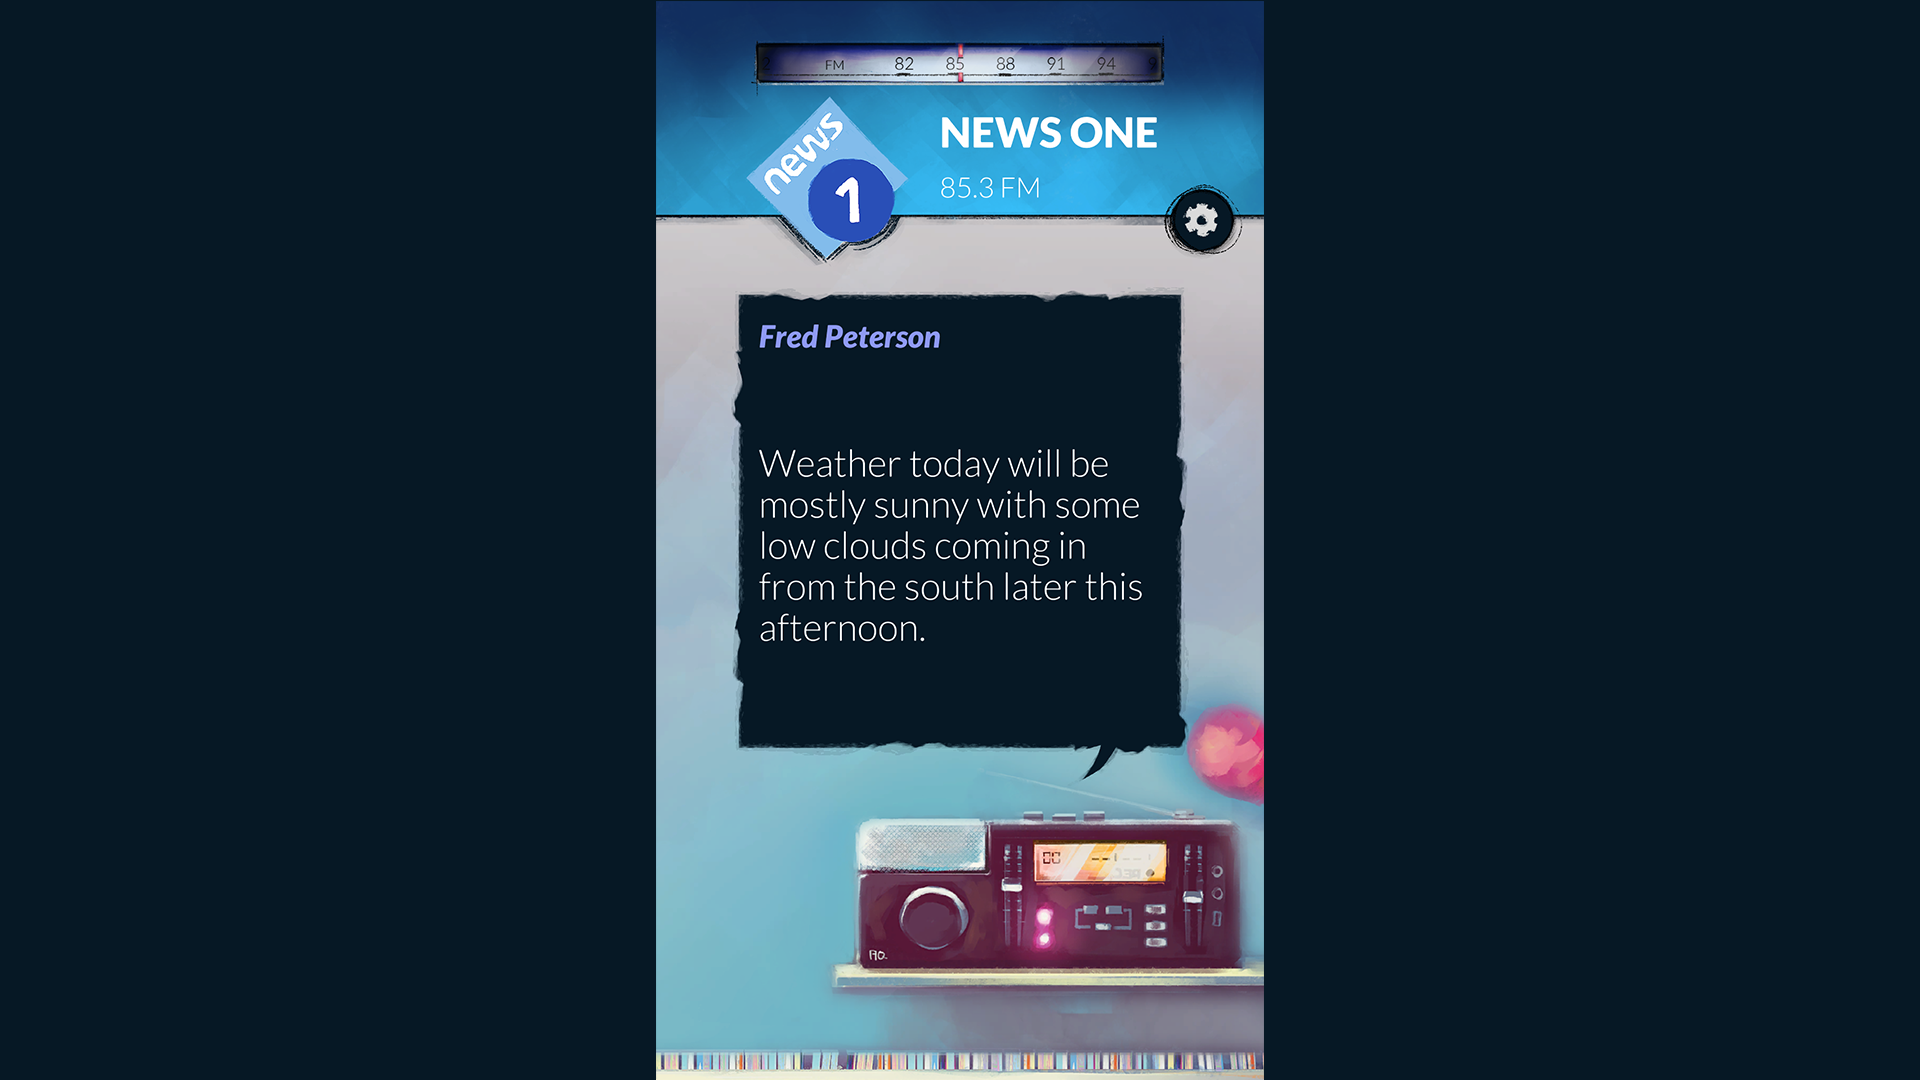 FM 82 85 88 91 94
news
1
NEWS ONE
85.3 FM
Fred Peterson
Weather today will be
mostly sunny with some
low clouds coming in
from the south later this
afternoon.